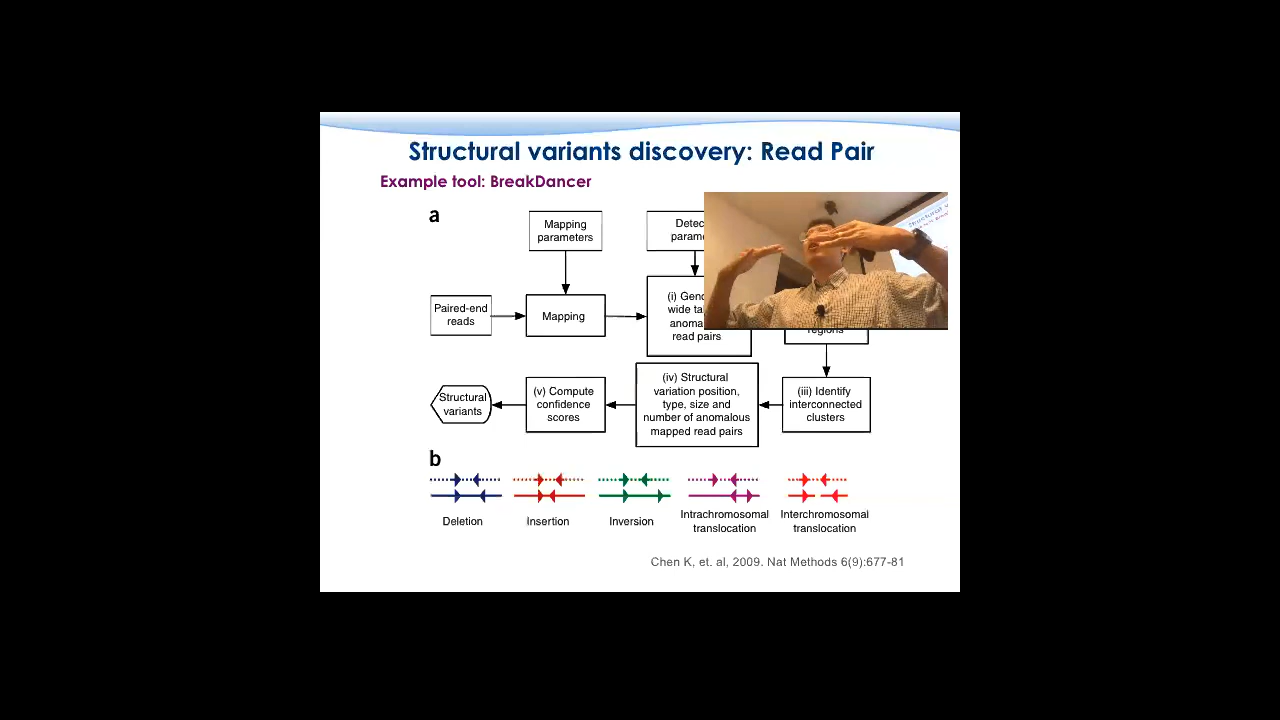 Structural variants discovery: Read Pair
Example tool: BreakDancer
a
Mapping
parameters
Paired-end
reads
Mapping
(i)
wide
read pairs
regions
(iii) Identify
interconnected
clusters
(iv) Structural
variation position,
type, size and
number of anomalous
mapped read pairs
(v) Compute
confidence
scores
Structural
variants
b
Deletion
Insertion
Inversion
Intrachromosomal
translocation
Interchromosomal
translocation
Chen K, et. al, 2009. Nat Methods 6(9):677-81